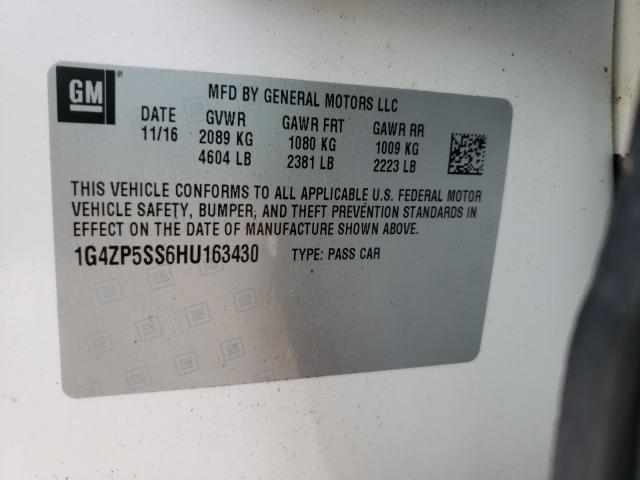 GM
MFD BY GENERAL MOTORS LLC
DATE GVWR GAWR FRT GAWR RR
11/16 2089 KG 1080 KG 1009 KG
4604 LB 2381 LB 2223 LB
THIS VEHICLE CONFORMS TO ALL APPLICABLE U.S. FEDERAL MOTOR
VEHICLE SAFETY, BUMPER, AND THEFT PREVENTION STANDARDS IN
EFFECT ON THE DATE OF MANUFACTURE SHOWN ABOVE.
1G4ZP5SS6HU163430 TYPE: PASS CAR